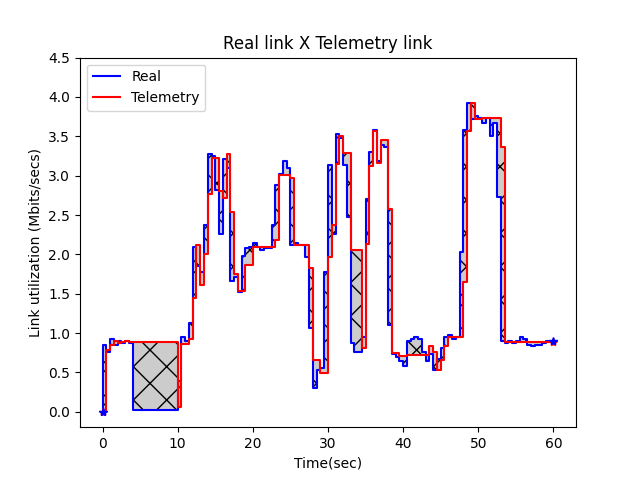 Real link X Telemetry link
Link utilization (Mbits/secs)
4.5
4.0
3.5
3.0
2.5
2.0
1.5
1.0
0.5
0.0
Real
Telemetry
0 10 20 30 40 50 60
Time(sec)